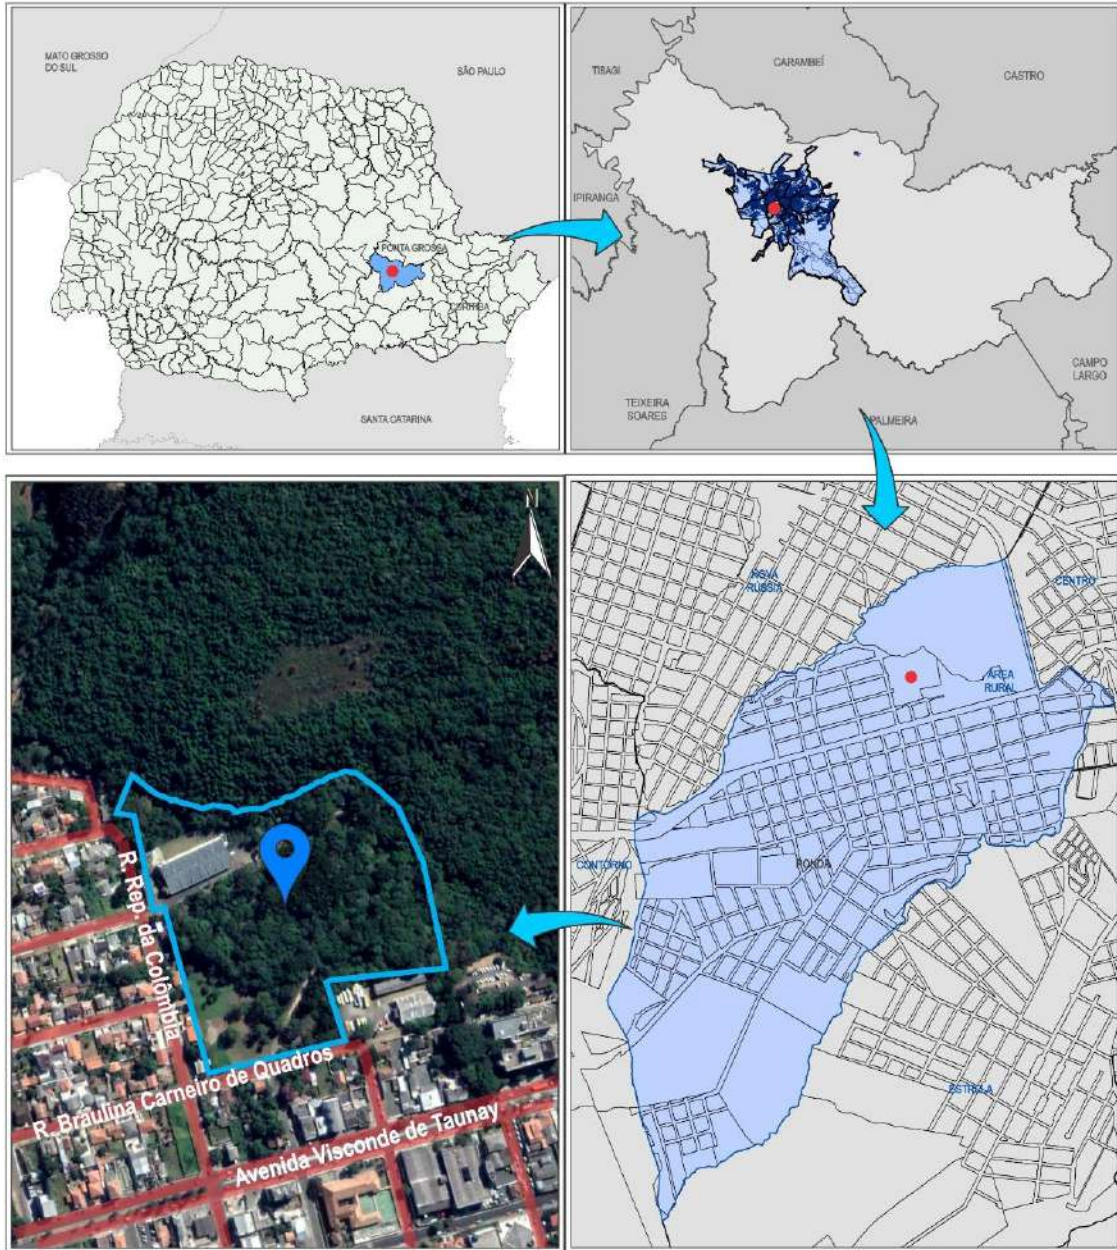 MATO GROSSO
DO SUL
SÃO PAULO
PONTA GROSSA
CURITIBA
SANTA CATARINA
TIBAGI
CARAMBEÍ
CASTRO
IPIRANGA
CAMPO
LARGO
TEIXEIRA
SOARES
PALMEIRA
N
R. Rep. da Colômbia
R. Bráulina Carneiro de Quadros
Avenida Visconde de Taunay
NOVA
RÚSSIA
CENTRO
ÁREA
RURAL
CONTORNO
RONDA
ESTRELA